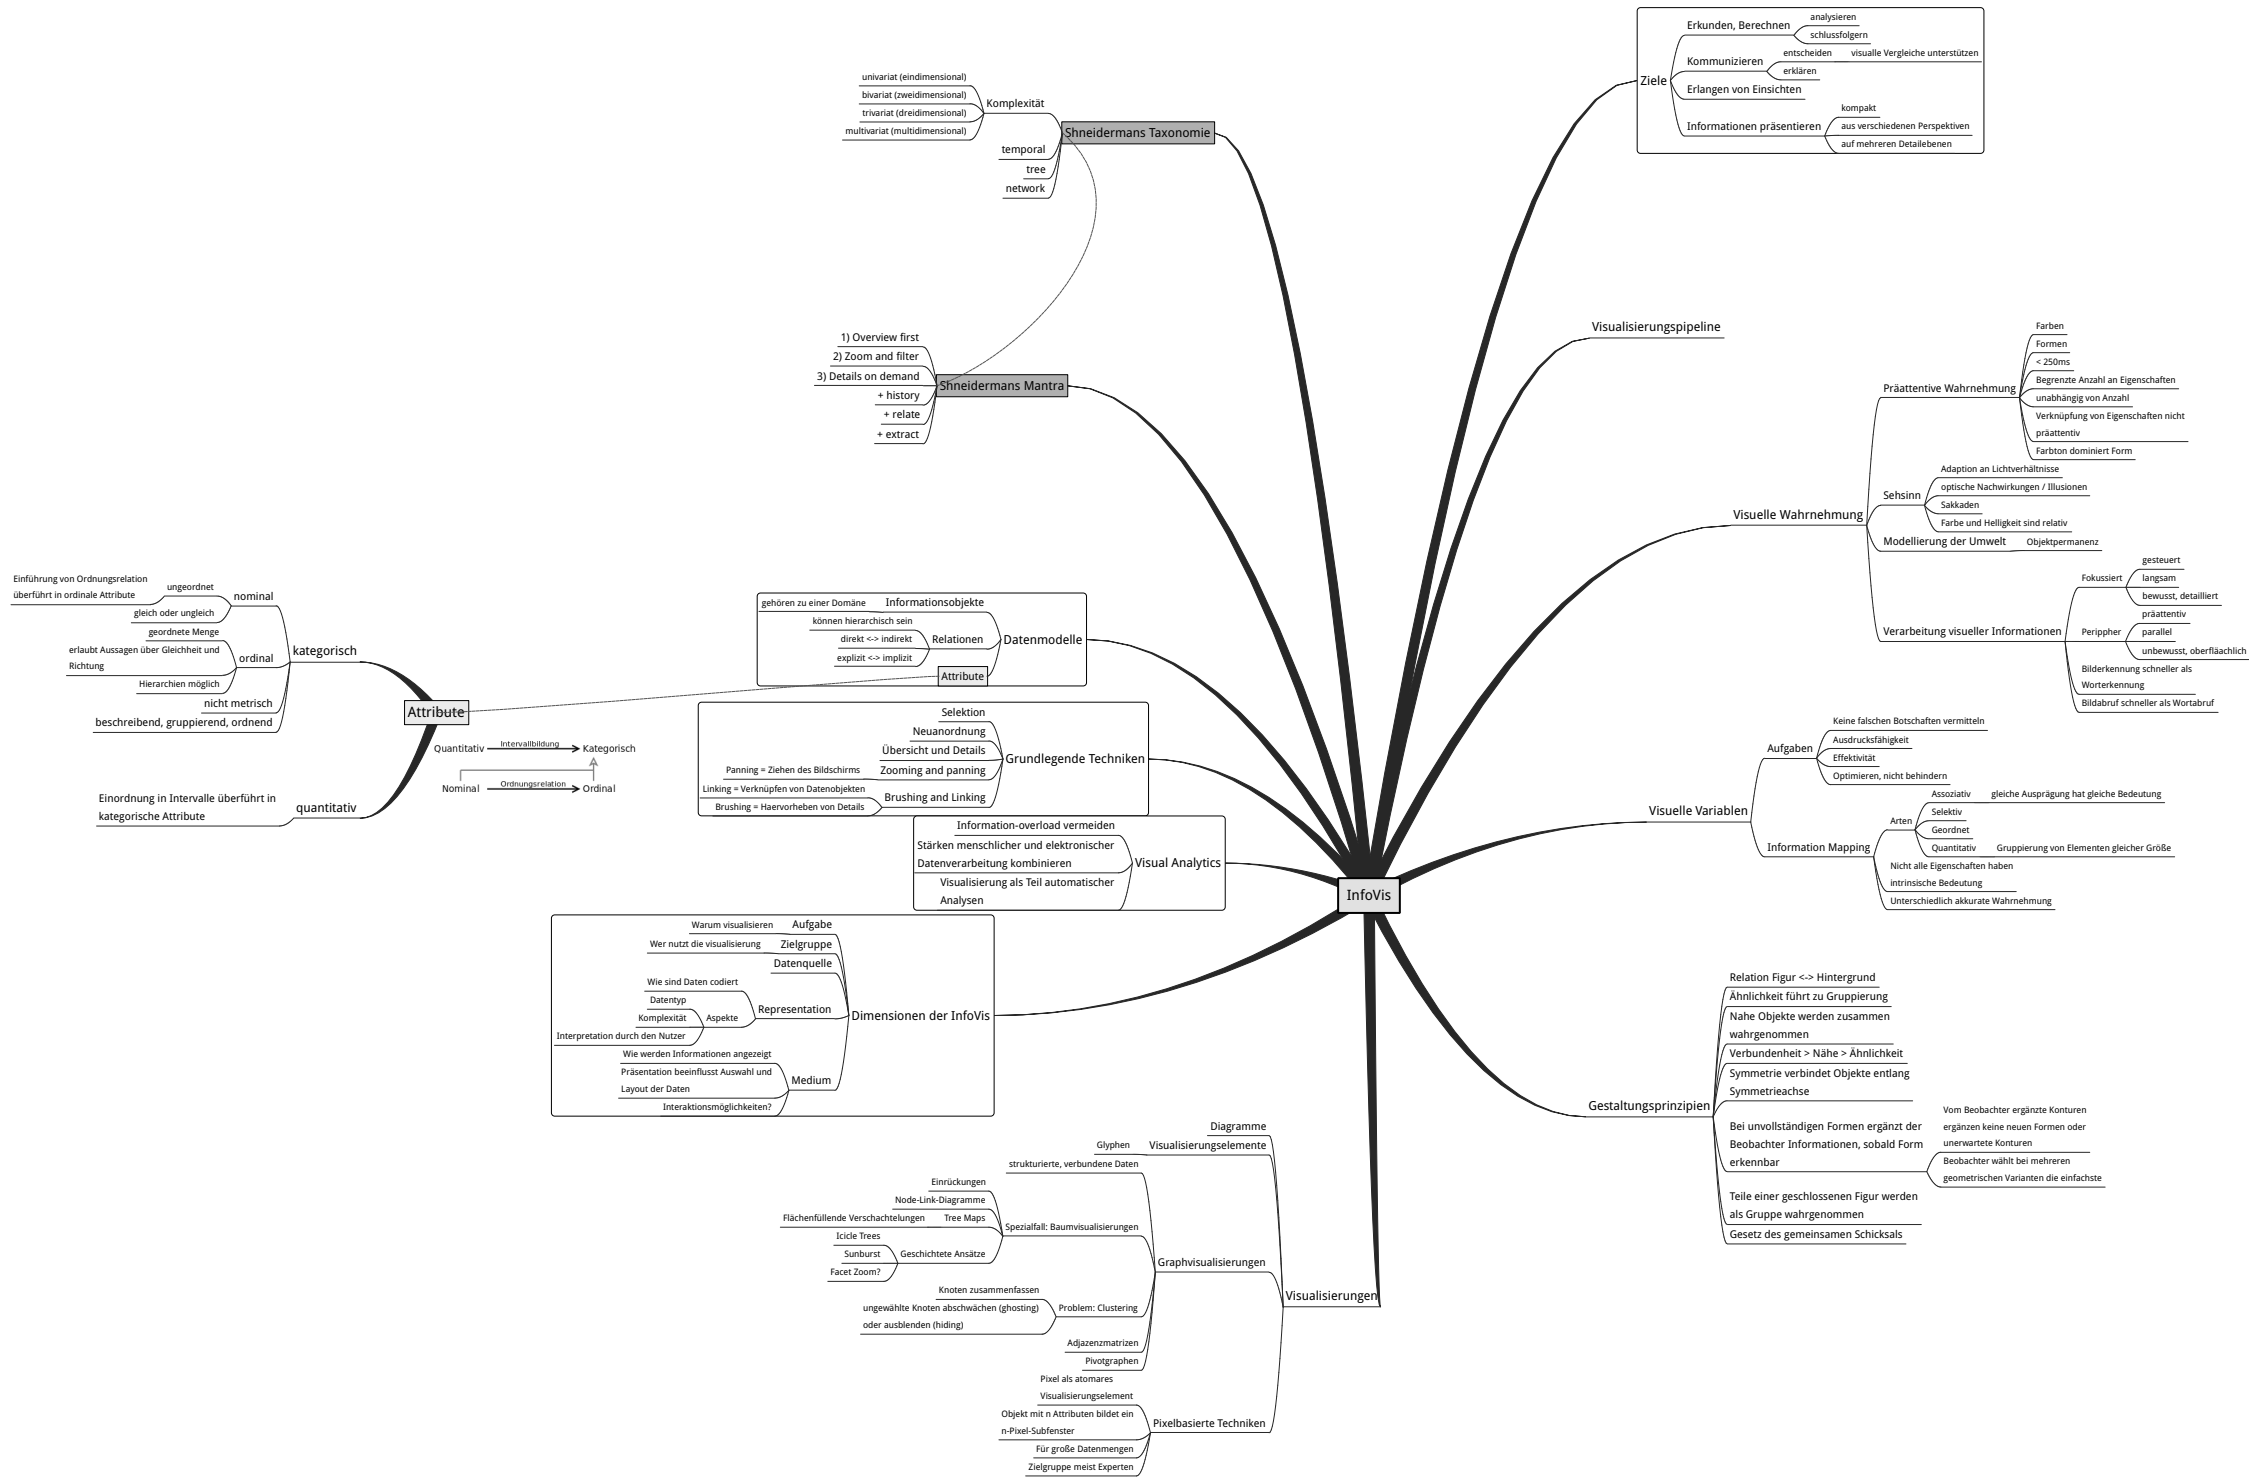 InfoVis
Ziele
Erkunden, Berechnen
analysieren
schlussfolgern
Kommunizieren
entscheiden
visualle Vergleiche unterstützen
erklären
Erlangen von Einsichten
Informationen präsentieren
kompakt
aus verschiedenen Perspektiven
auf mehreren Detailebenen
Visualisierungspipeline
Visuelle Wahrnehmung
Präattentive Wahrnehmung
Farben
Formen
< 250ms
Begrenzte Anzahl an Eigenschaften
unabhängig von Anzahl
Verknüpfung von Eigenschaften nicht
präattentiv
Farbton dominiert Form
Sehsinn
Adaption an Lichtverhältnisse
optische Nachwirkungen / Illusionen
Sakkaden
Farbe und Helligkeit sind relativ
Modellierung der Umwelt
Objektpermanenz
Verarbeitung visueller Informationen
Fokussiert
gesteuert
langsam
bewusst, detailliert
Perippher
präattentiv
parallel
unbewusst, oberfläachlich
Bilderkennung schneller als
Worterkennung
Bildabruf schneller als Wortabruf
Visuelle Variablen
Aufgaben
Keine falschen Botschaften vermitteln
Ausdrucksfähigkeit
Effektivität
Optimieren, nicht behindern
Information Mapping
Arten
Assoziativ
gleiche Ausprägung hat gleiche Bedeutung
Selektiv
Geordnet
Quantitativ
Gruppierung von Elementen gleicher Größe
Nicht alle Eigenschaften haben
intrinsische Bedeutung
Unterschiedlich akkurate Wahrnehmung
Gestaltungsprinzipien
Relation Figur <-> Hintergrund
Ähnlichkeit führt zu Gruppierung
Nahe Objekte werden zusammen
wahrgenommen
Verbundenheit > Nähe > Ähnlichkeit
Symmetrie verbindet Objekte entlang
Symmetrieachse
Bei unvollständigen Formen ergänzt der
Beobachter Informationen, sobald Form
erkennbar
Vom Beobachter ergänzte Konturen
ergänzen keine neuen Formen oder
unerwartete Konturen
Beobachter wählt bei mehreren
geometrischen Varianten die einfachste
Teile einer geschlossenen Figur werden
als Gruppe wahrgenommen
Gesetz des gemeinsamen Schicksals
Shneidermans Taxonomie
Komplexität
univariat (eindimensional)
bivariat (zweidimensional)
trivariat (dreidimensional)
multivariat (multidimensional)
temporal
tree
network
Shneidermans Mantra
1) Overview first
2) Zoom and filter
3) Details on demand
+ history
+ relate
+ extract
Datenmodelle
Informationsobjekte
gehören zu einer Domäne
Relationen
können hierarchisch sein
direkt <-> indirekt
explizit <-> implizit
Attribute
Attribute
kategorisch
nominal
ungeordnet
Einführung von Ordnungsrelation
überführt in ordinale Attribute
gleich oder ungleich
ordinal
geordnete Menge
erlaubt Aussagen über Gleichheit und
Richtung
Hierarchien möglich
nicht metrisch
beschreibend, gruppierend, ordnend
quantitativ
Einordnung in Intervalle überführt in
kategorische Attribute
Quantitativ
Intervallbildung
Kategorisch
Nominal
Ordnungsrelation
Ordinal
Grundlegende Techniken
Selektion
Neuanordnung
Übersicht und Details
Zooming and panning
Panning = Ziehen des Bildschirms
Brushing and Linking
Linking = Verknüpfen von Datenobjekten
Brushing = Haervorheben von Details
Visual Analytics
Information-overload vermeiden
Stärken menschlicher und elektronischer
Datenverarbeitung kombinieren
Visualisierung als Teil automatischer
Analysen
Dimensionen der InfoVis
Aufgabe
Warum visualisieren
Zielgruppe
Wer nutzt die visualisierung
Datenquelle
Representation
Wie sind Daten codiert
Aspekte
Datentyp
Komplexität
Interpretation durch den Nutzer
Medium
Wie werden Informationen angezeigt
Präsentation beeinflusst Auswahl und
Layout der Daten
Interaktionsmöglichkeiten?
Visualisierungen
Diagramme
Visualisierungselemente
Glyphen
Graphvisualisierungen
strukturierte, verbundene Daten
Spezialfall: Baumvisualisierungen
Einrückungen
Node-Link-Diagramme
Tree Maps
Flächenfüllende Verschachtelungen
Geschichtete Ansätze
Icicle Trees
Sunburst
Facet Zoom?
Problem: Clustering
Knoten zusammenfassen
ungewählte Knoten abschwächen (ghosting)
oder ausblenden (hiding)
Adjazenzmatrizen
Pivotgraphen
Pixelbasierte Techniken
Pixel als atomares
Visualisierungselement
Objekt mit n Attributen bildet ein
n-Pixel-Subfenster
Für große Datenmengen
Zielgruppe meist Experten